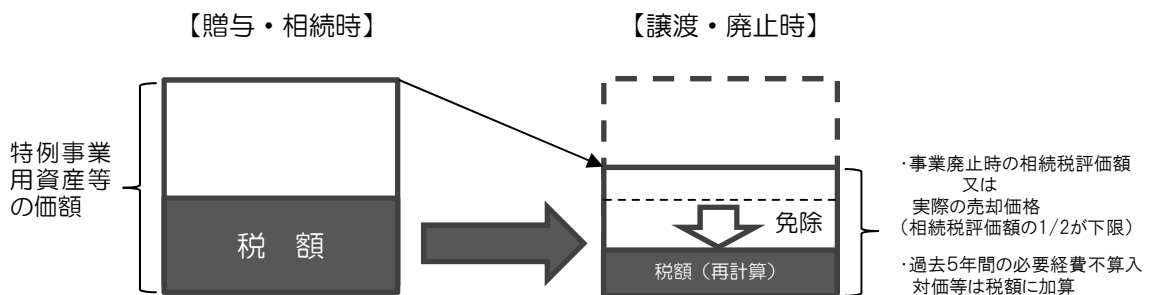 【贈与・相続時】
【譲渡・廃止時】
特例事業
用資産等
の価額
税　額
免除
税額（再計算）
・事業廃止時の相続税評価額
又は
実際の売却価格
（相続税評価額の1/2が下限）
・過去5年間の必要経費不算入
対価等は税額に加算